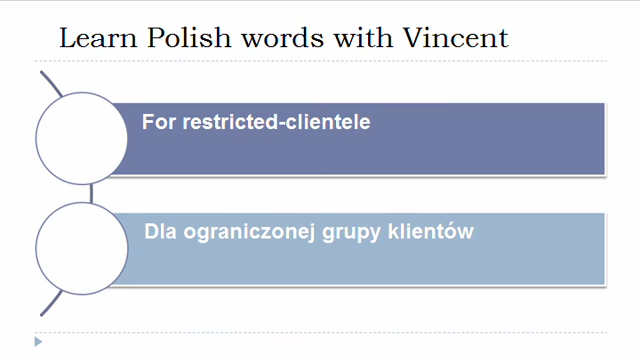 Learn Polish words with Vincent
For restricted-clientele
Dla ograniczonej grupy klientów